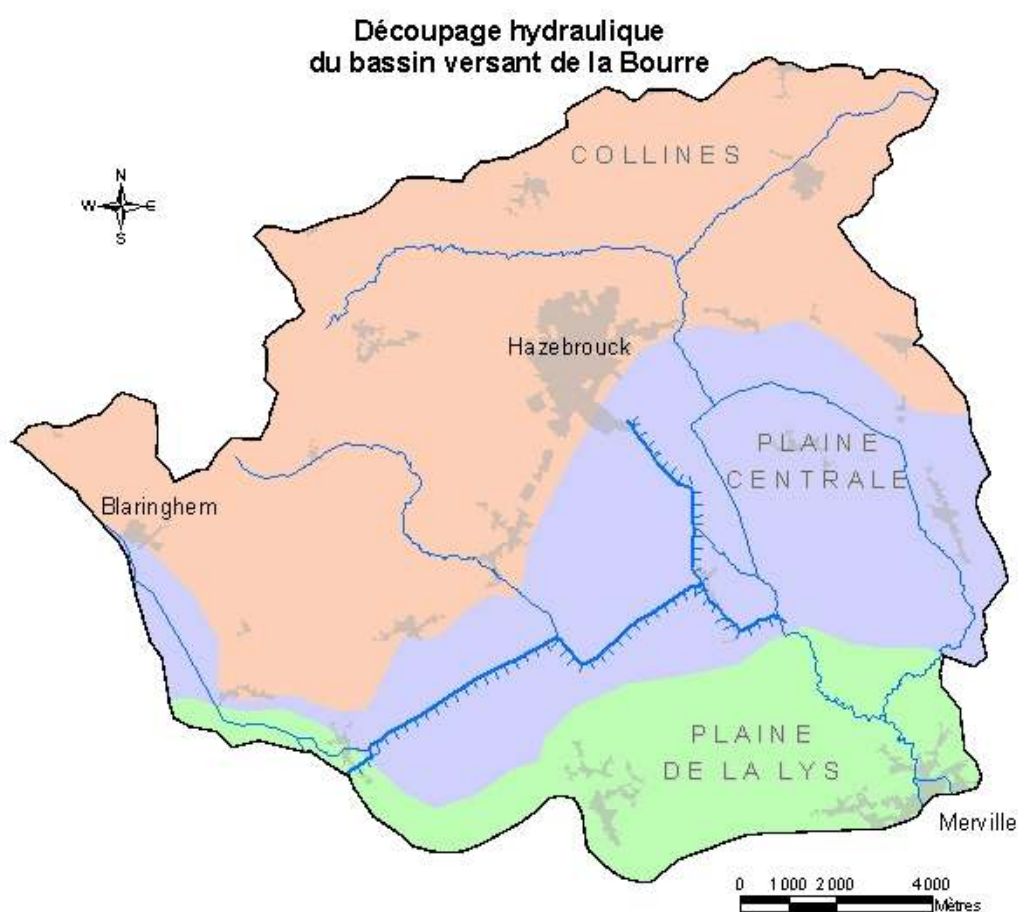 Découpage hydraulique
du bassin versant de la Bourre
COLLINES
N
W E
S
Hazebrouck
PLAINE
CENTRALE
Blaringhem
PLAINE
DE LA LYS
Merville
0 1 000 2 000 4 000
Mètres